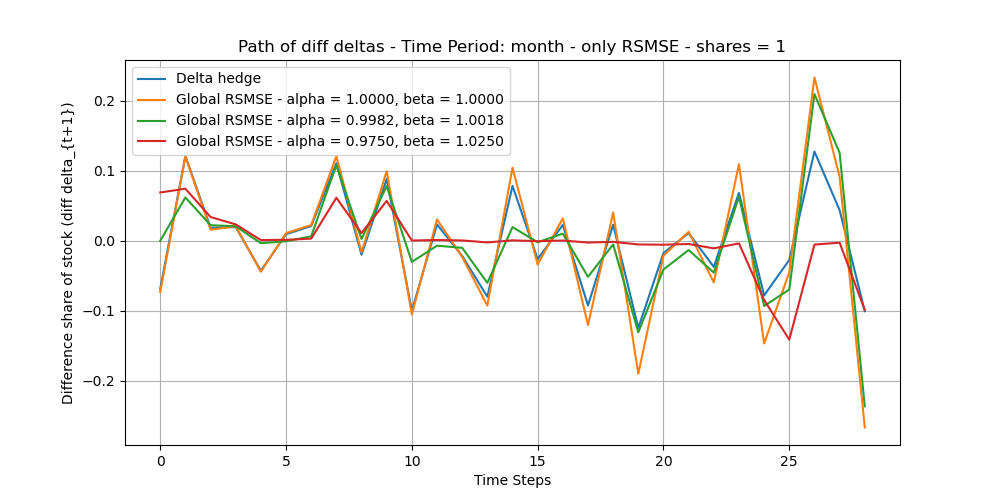 Path of diff deltas - Time Period: month - only RSMSE - shares = 1
Delta hedge
Global RSMSE - alpha = 1.0000, beta = 1.0000
Global RSMSE - alpha = 0.9982, beta = 1.0018
Global RSMSE - alpha = 0.9750, beta = 1.0250
Difference share of stock (diff delta_{t+1})
0.2
0.1
0.0
−0.1
−0.2
0 5 10 15 20 25
Time Steps